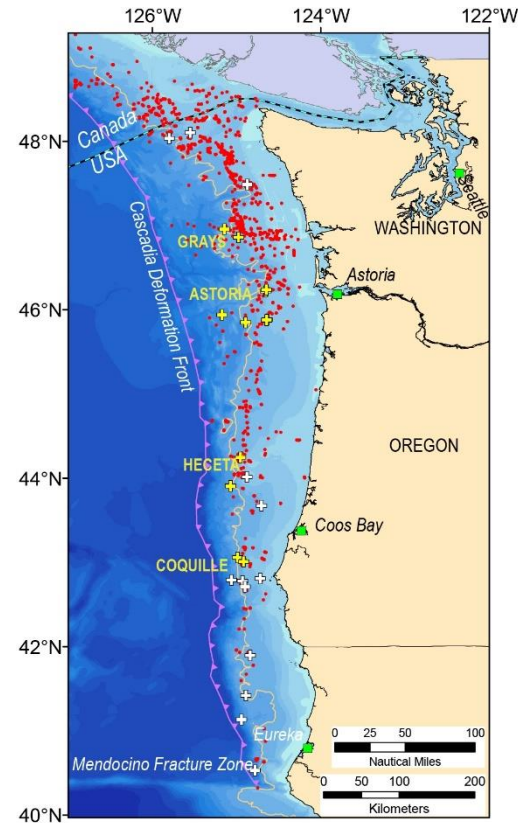 126°W 124°W 122°W
48°N
46°N
44°N
42°N
40°N
Canada
USA
Seattle
WASHINGTON
GRAYS
Cascadia Deformation Front
ASTORIA
Astoria
OREGON
HECETA
Coos Bay
COQUILLE
Eureka
Mendocino Fracture Zone
0 25 50 100
Nautical Miles
0 50 100 200
Kilometers